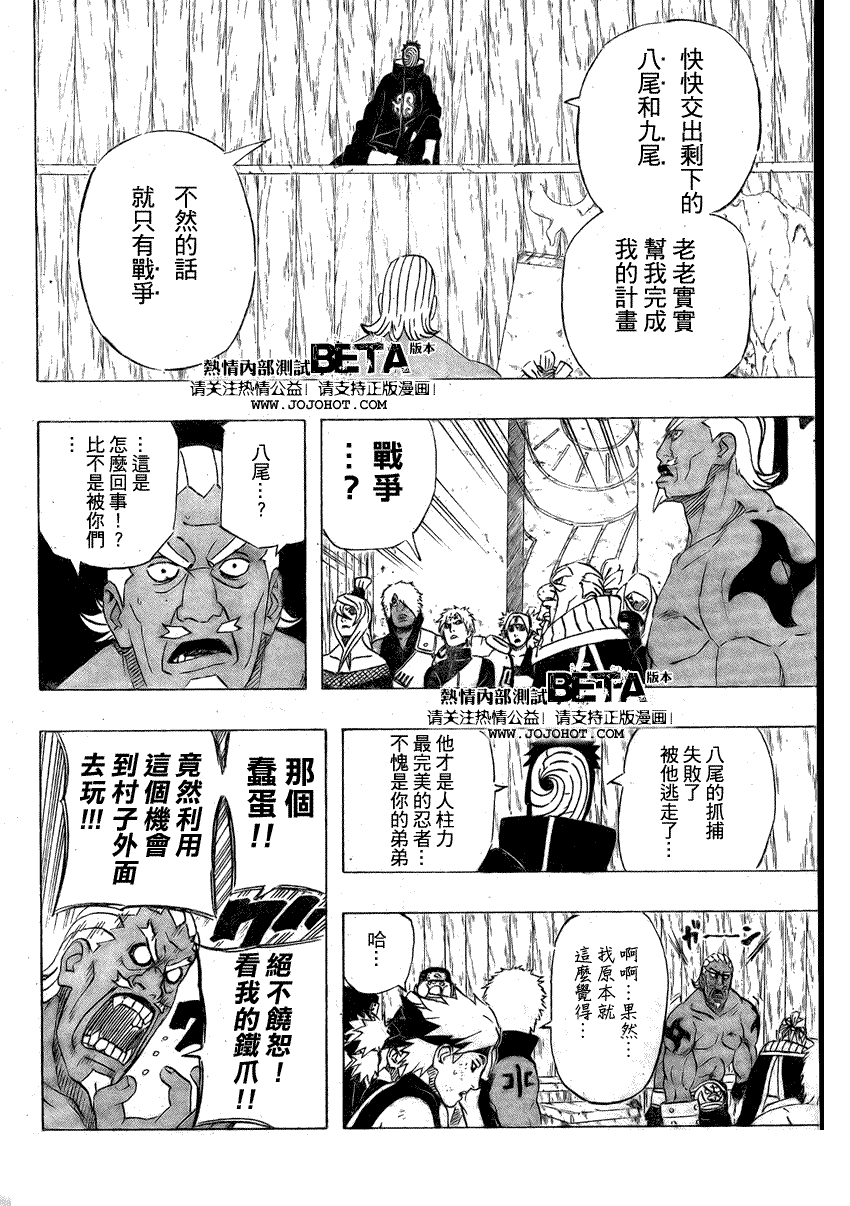 快快交出剩下的
八尾和九尾
老老實實
幫我完成
我的計畫
不然的話
就只有戰爭
熱情內部測試BETA版本
请关注热情公益! 请支持正版漫画!
WWW.JOJOHOT.COM
戰爭
…?
八尾…?
…這是
怎麼回事!?
比不是被你們
…
熱情內部測試BETA版本
请关注热情公益! 请支持正版漫画!
WWW.JOJOHOT.COM
八尾的抓捕
失敗了
被他逃走了…
他才是人柱力
最完美的忍者…
不愧是你的弟弟
ガーーン
啊啊…果然…
找原本就
這麼覺得…
哈…
那個
蠢蛋!!
竟然利用
這個機會
到村子外面
去玩!!!
絕不饒恕!
看我的鐵爪!!